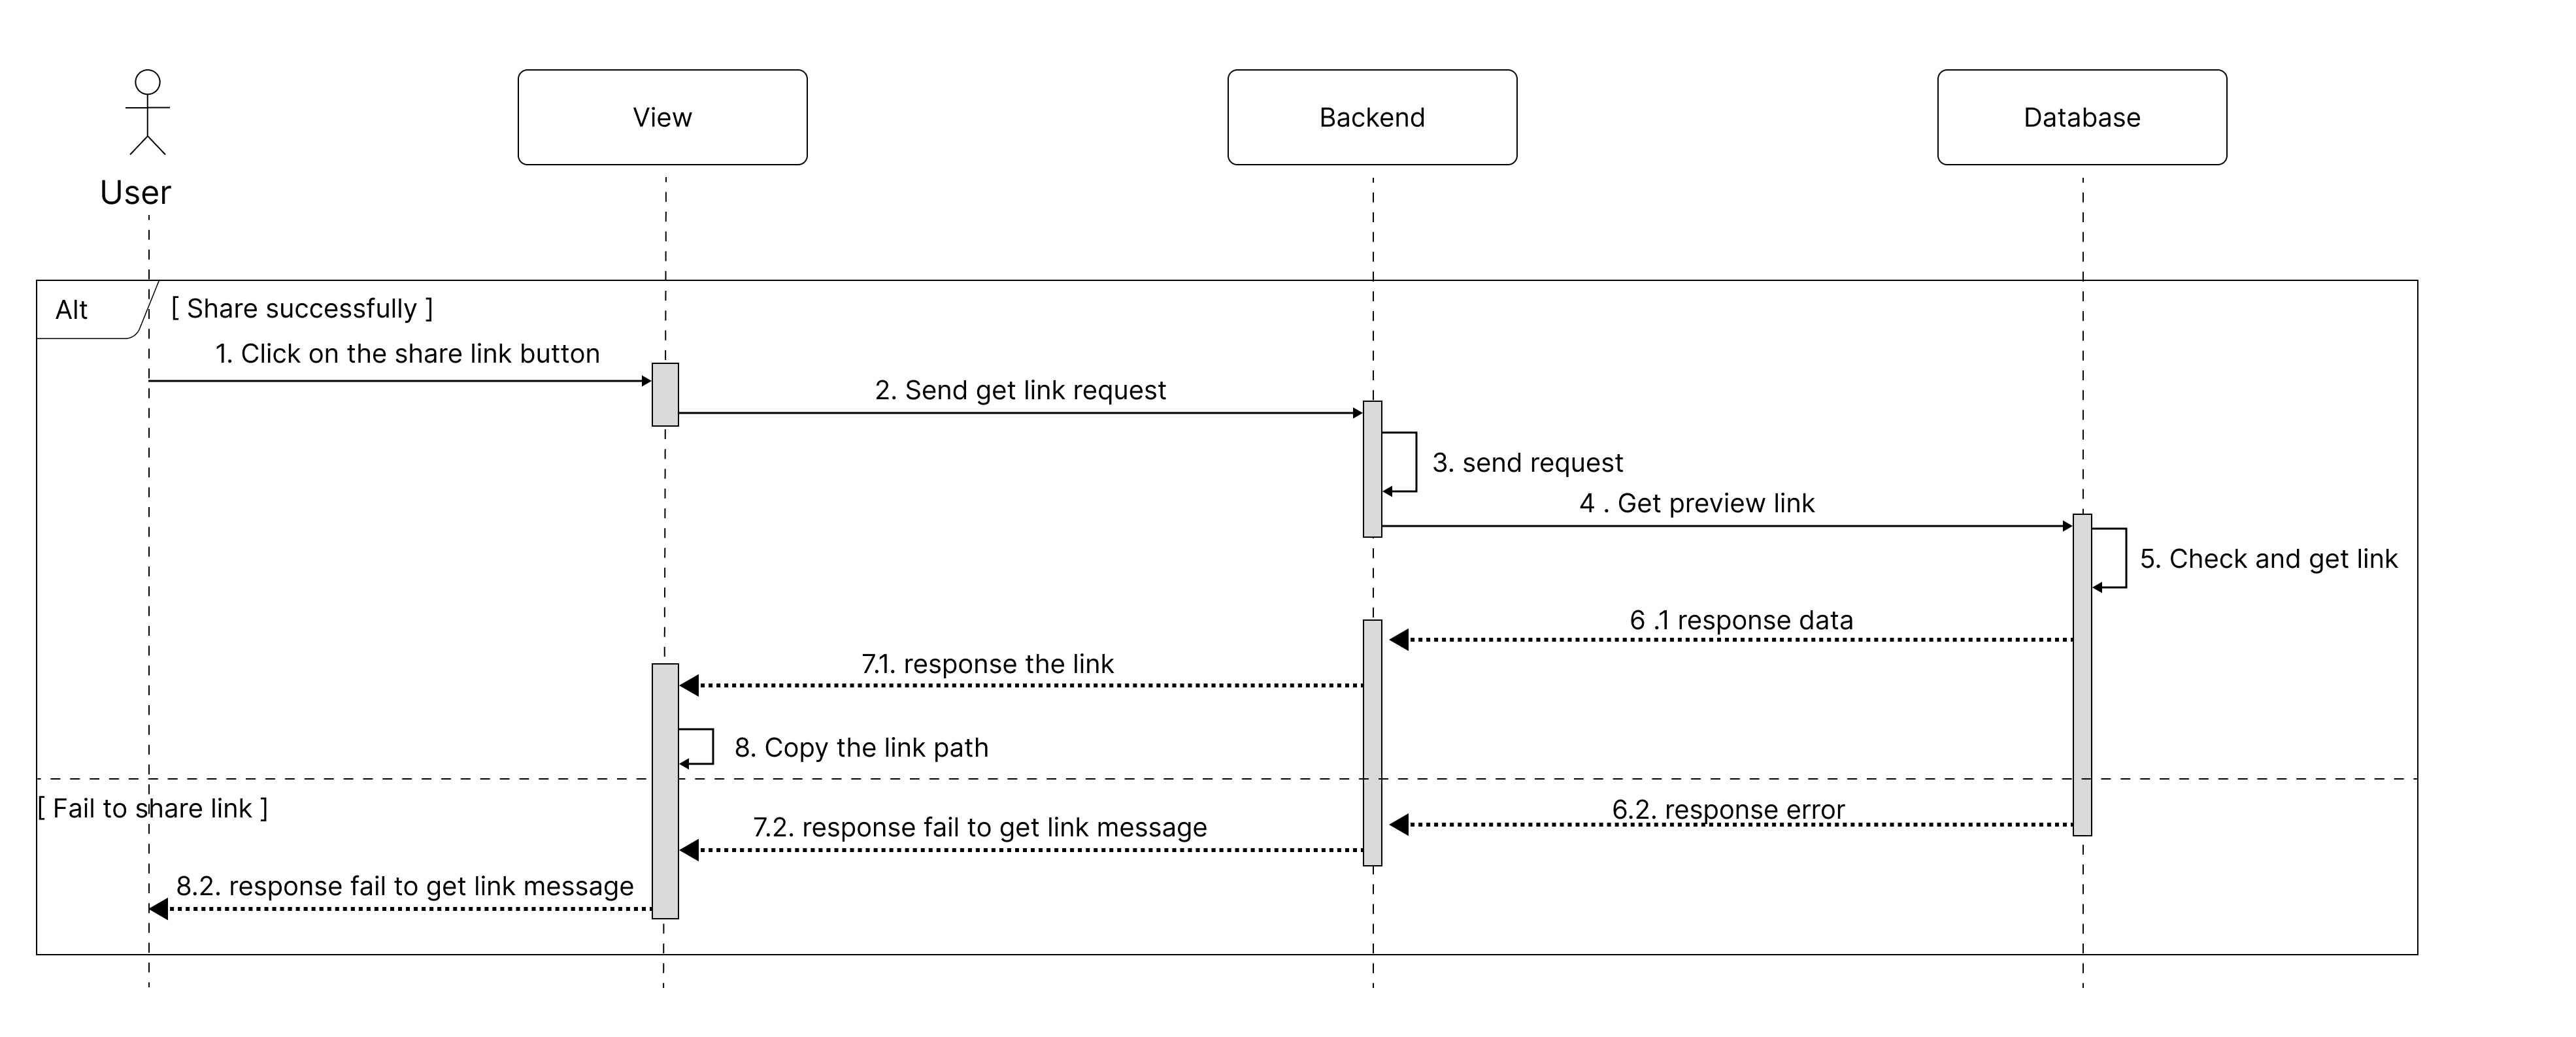 User
View
Backend
Database
Alt
[ Share successfully ]
1. Click on the share link button
2. Send get link request
3. send request
4 . Get preview link
5. Check and get link
6 .1 response data
7.1. response the link
8. Copy the link path
[ Fail to share link ]
6.2. response error
7.2. response fail to get link message
8.2. response fail to get link message